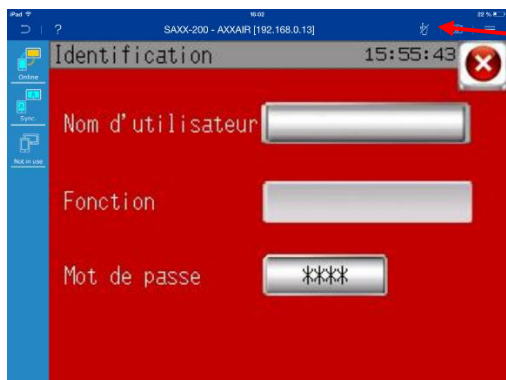 iPad 16:02 22 %
? SAXX-200 - AXXAIR [192.168.0.13]
Identification 15:55:43
Online
Sync.
Not in use
Nom d'utilisateur
Fonction
Mot de passe ****